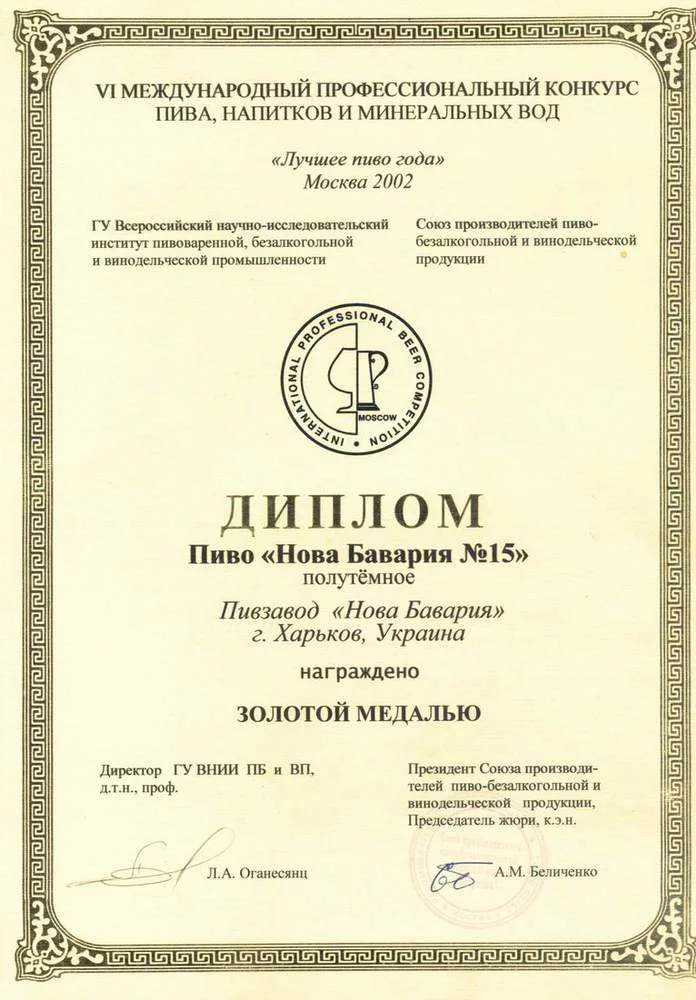 VI МЕЖДУНАРОДНЫЙ ПРОФЕССИОНАЛЬНЫЙ КОНКУРС
ПИВА, НАПИТКОВ И МИНЕРАЛЬНЫХ ВОД
«Лучшее пиво года»
Москва 2002
ГУ Всероссийский научно-исследовательский
институт пивоваренной, безалкогольной
и винодельческой промышленности
Союз производителей пиво-
безалкогольной и винодельческой
продукции
INTERNATIONAL PROFESSIONAL BEER COMPETITION
MOSCOW
ДИПЛОМ
Пиво «Нова Бавария №15»
полутёмное
Пивзавод «Нова Бавария»
г. Харьков, Украина
награждено
ЗОЛОТОЙ МЕДАЛЬЮ
Директор ГУ ВНИИ ПБ и ВП,
д.т.н., проф.
Л.А. Оганесянц
Президент Союза производи-
телей пиво-безалкогольной и
винодельческой продукции,
Председатель жюри, к.э.н.
А.М. Беличенко